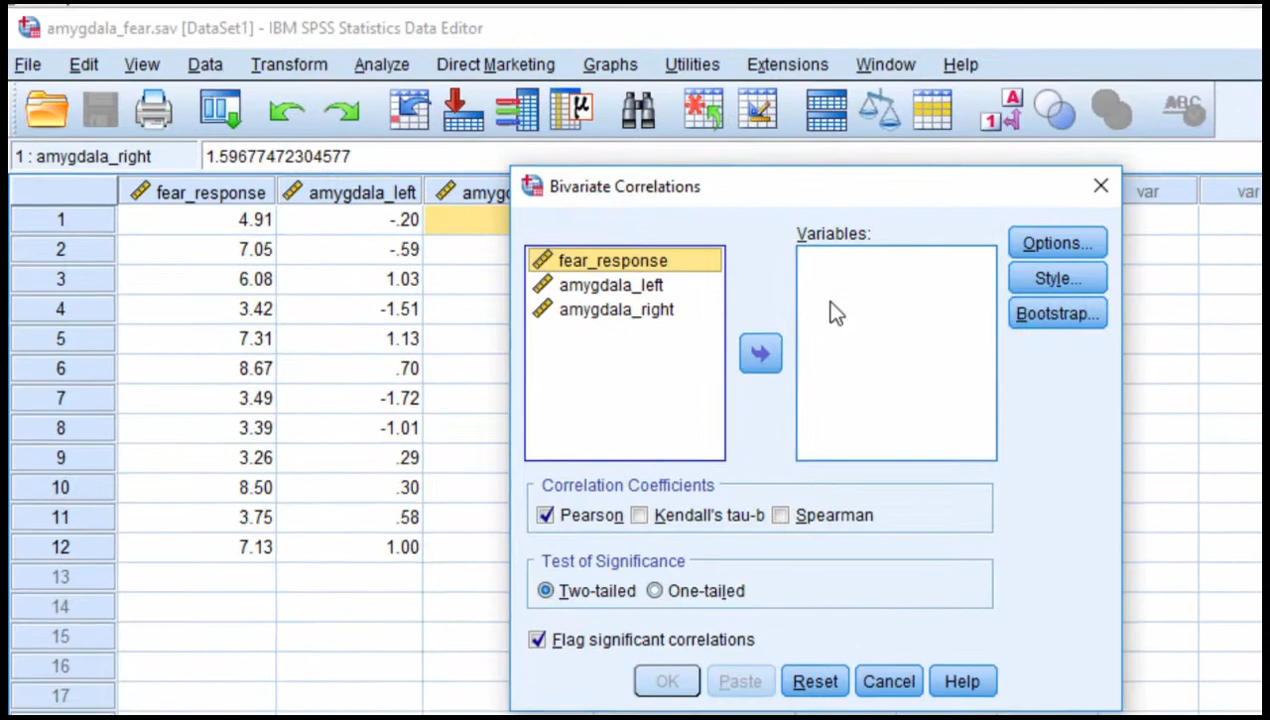 amygdala_fear.sav [DataSet1] - IBM SPSS Statistics Data Editor
File Edit View Data Transform Analyze Direct Marketing Graphs Utilities Extensions Window Help
1 : amygdala_right 1.59677472304577
fear_response amygdala_left amygd var var
1 4.91 -.20
2 7.05 -.59
3 6.08 1.03
4 3.42 -1.51
5 7.31 1.13
6 8.67 .70
7 3.49 -1.72
8 3.39 -1.01
9 3.26 .29
10 8.50 .30
11 3.75 .58
12 7.13 1.00
13
14
15
16
17
Bivariate Correlations
Variables:
fear_response
amygdala_left
amygdala_right
Options...
Style...
Bootstrap...
Correlation Coefficients
Pearson Kendall's tau-b Spearman
Test of Significance
Two-tailed One-tailed
Flag significant correlations
OK Paste Reset Cancel Help